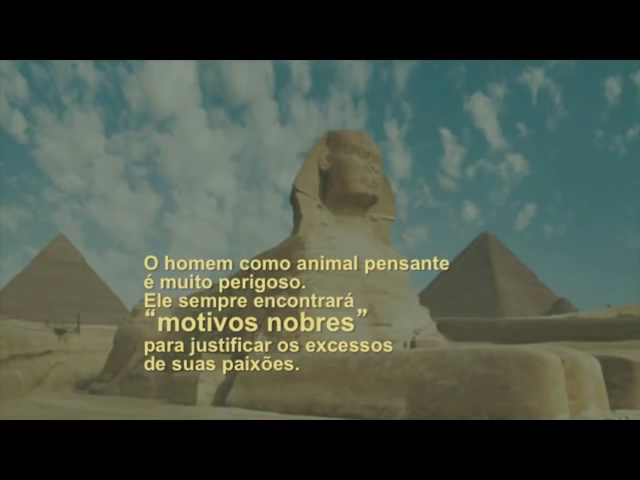 O homem como animal pensante
é muito perigoso.
Ele sempre encontrará
“motivos nobres”
para justificar os excessos
de suas paixões.